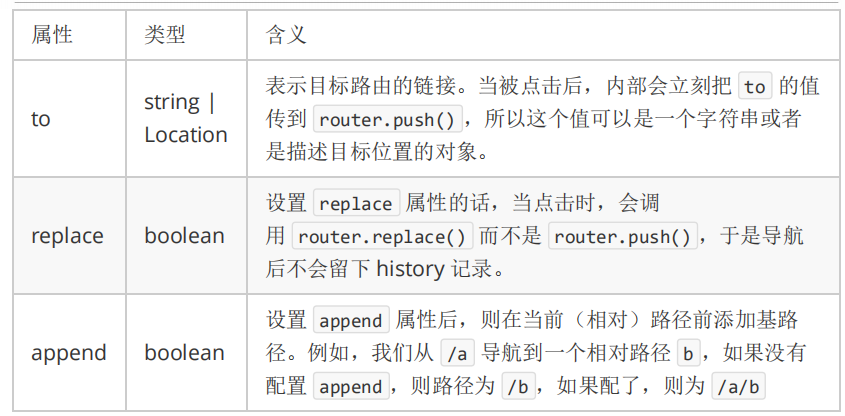 属性 类型 含义
to
string |
Location
表示目标路由的链接。当被点击后，内部会立刻把 to 的值
传到 router.push()，所以这个值可以是一个字符串或者
是描述目标位置的对象。
replace
boolean
设置 replace 属性的话，当点击时，会调
用 router.replace() 而不是 router.push()，于是导航
后不会留下 history 记录。
append
boolean
设置 append 属性后，则在当前（相对）路径前添加基路
径。例如，我们从 /a 导航到一个相对路径 b，如果没有
配置 append，则路径为 /b，如果配了，则为 /a/b